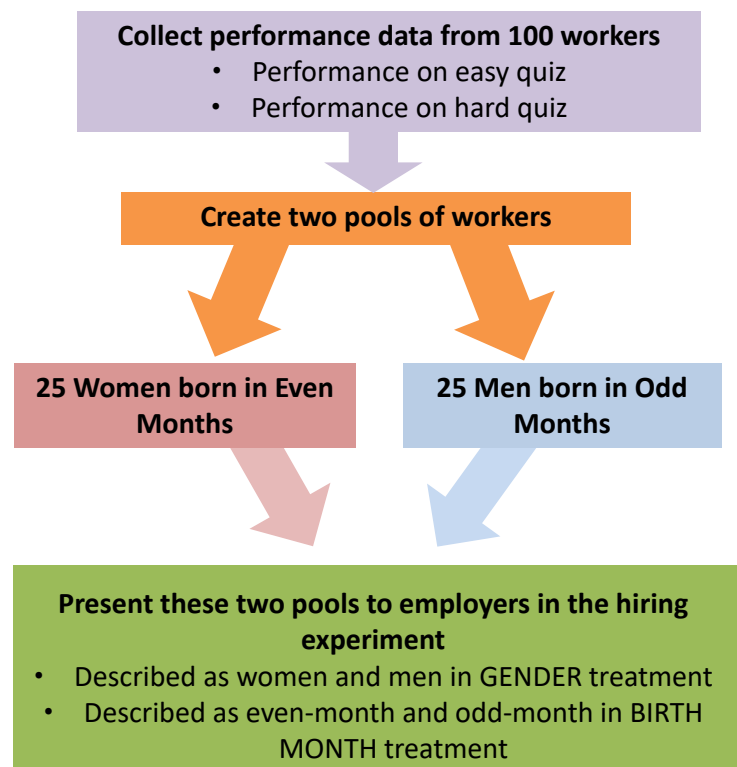 Collect performance data from 100 workers
• Performance on easy quiz
• Performance on hard quiz
Create two pools of workers
25 Women born in Even
Months
25 Men born in Odd
Months
Present these two pools to employers in the hiring
experiment
• Described as women and men in GENDER treatment
• Described as even-month and odd-month in BIRTH
MONTH treatment